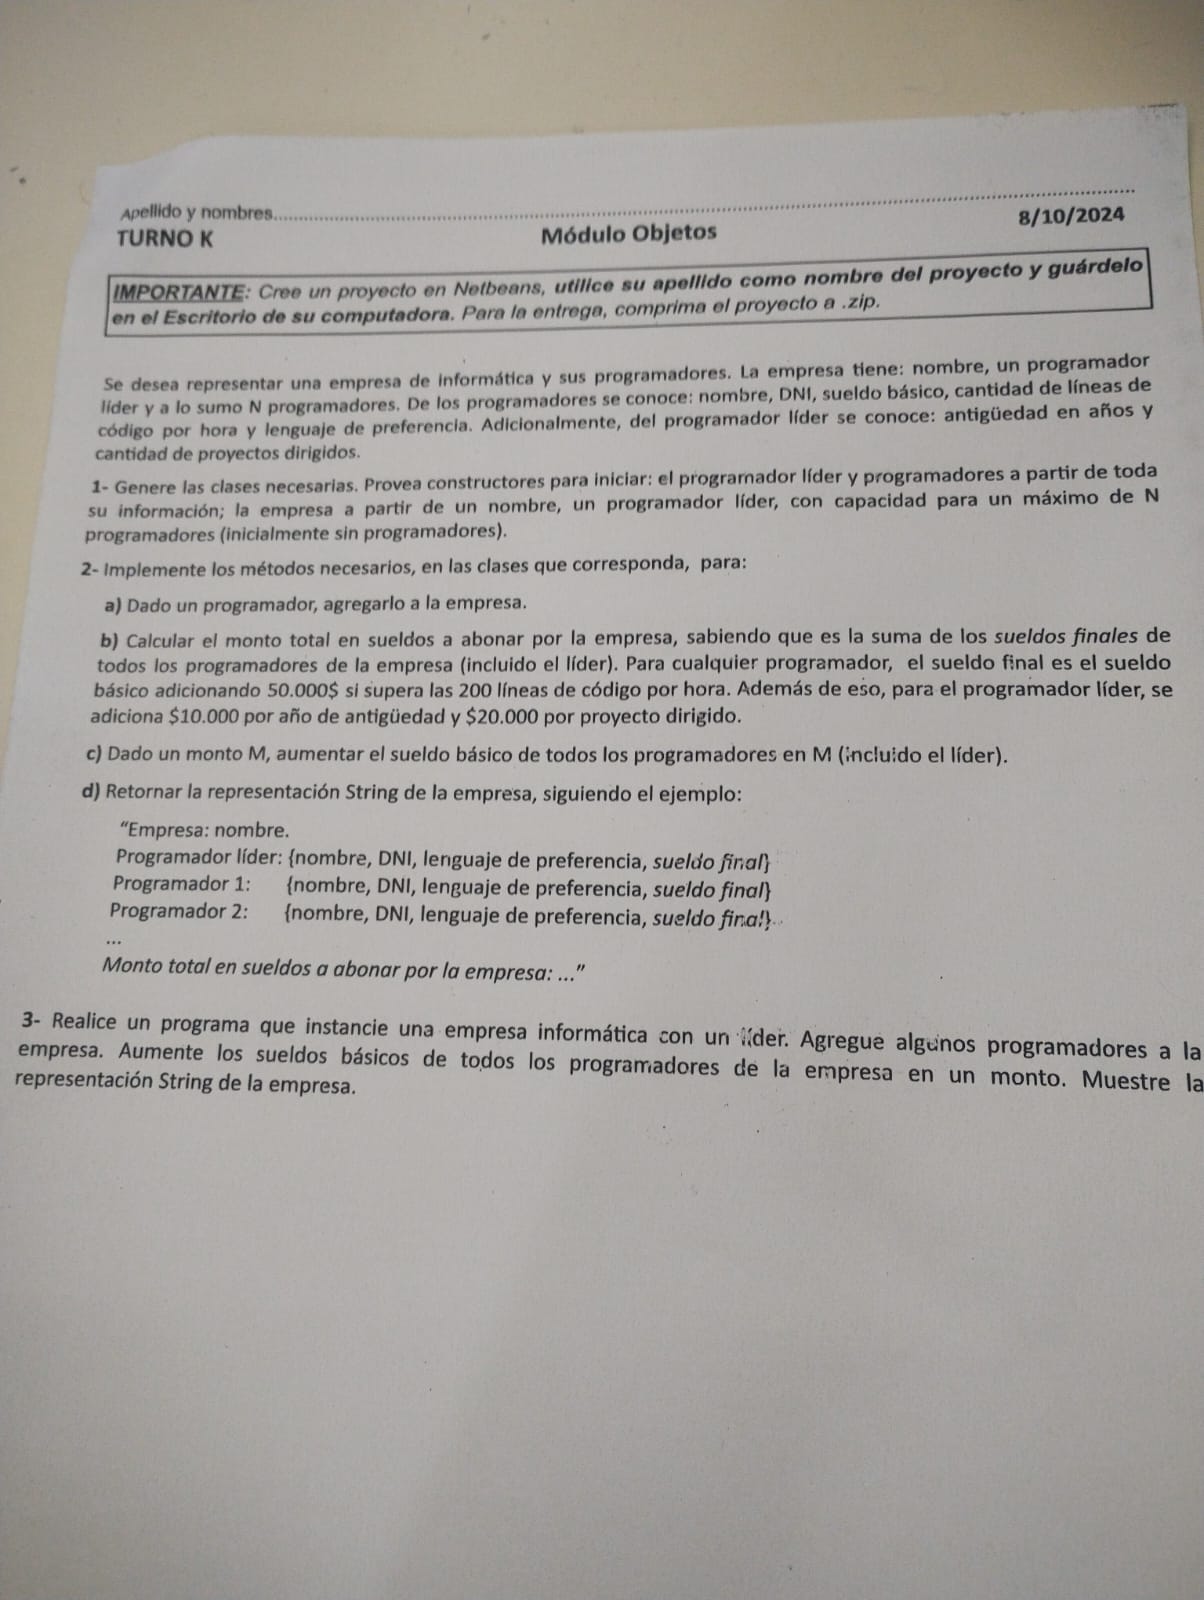 Apellido y nombres....................................................................................................
TURNO K Módulo Objetos 8/10/2024
IMPORTANTE: Cree un proyecto en Netbeans, utilice su apellido como nombre del proyecto y guárdelo
en el Escritorio de su computadora. Para la entrega, comprima el proyecto a .zip.
Se desea representar una empresa de informática y sus programadores. La empresa tiene: nombre, un programador
líder y a lo sumo N programadores. De los programadores se conoce: nombre, DNI, sueldo básico, cantidad de líneas de
código por hora y lenguaje de preferencia. Adicionalmente, del programador líder se conoce: antigüedad en años y
cantidad de proyectos dirigidos.
1- Genere las clases necesarias. Provea constructores para iniciar: el programador líder y programadores a partir de toda
su información; la empresa a partir de un nombre, un programador líder, con capacidad para un máximo de N
programadores (inicialmente sin programadores).
2- Implemente los métodos necesarios, en las clases que corresponda, para:
a) Dado un programador, agregarlo a la empresa.
b) Calcular el monto total en sueldos a abonar por la empresa, sabiendo que es la suma de los sueldos finales de
todos los programadores de la empresa (incluido el líder). Para cualquier programador, el sueldo final es el sueldo
básico adicionando 50.000$ si supera las 200 líneas de código por hora. Además de eso, para el programador líder, se
adiciona $10.000 por año de antigüedad y $20.000 por proyecto dirigido.
c) Dado un monto M, aumentar el sueldo básico de todos los programadores en M (incluido el líder).
d) Retornar la representación String de la empresa, siguiendo el ejemplo:
“Empresa: nombre.
Programador líder: {nombre, DNI, lenguaje de preferencia, sueldo final}
Programador 1: {nombre, DNI, lenguaje de preferencia, sueldo final}
Programador 2: {nombre, DNI, lenguaje de preferencia, sueldo final}
...
Monto total en sueldos a abonar por la empresa: ...”
3- Realice un programa que instancie una empresa informática con un líder. Agregue algunos programadores a la
empresa. Aumente los sueldos básicos de todos los programadores de la empresa en un monto. Muestre la
representación String de la empresa.